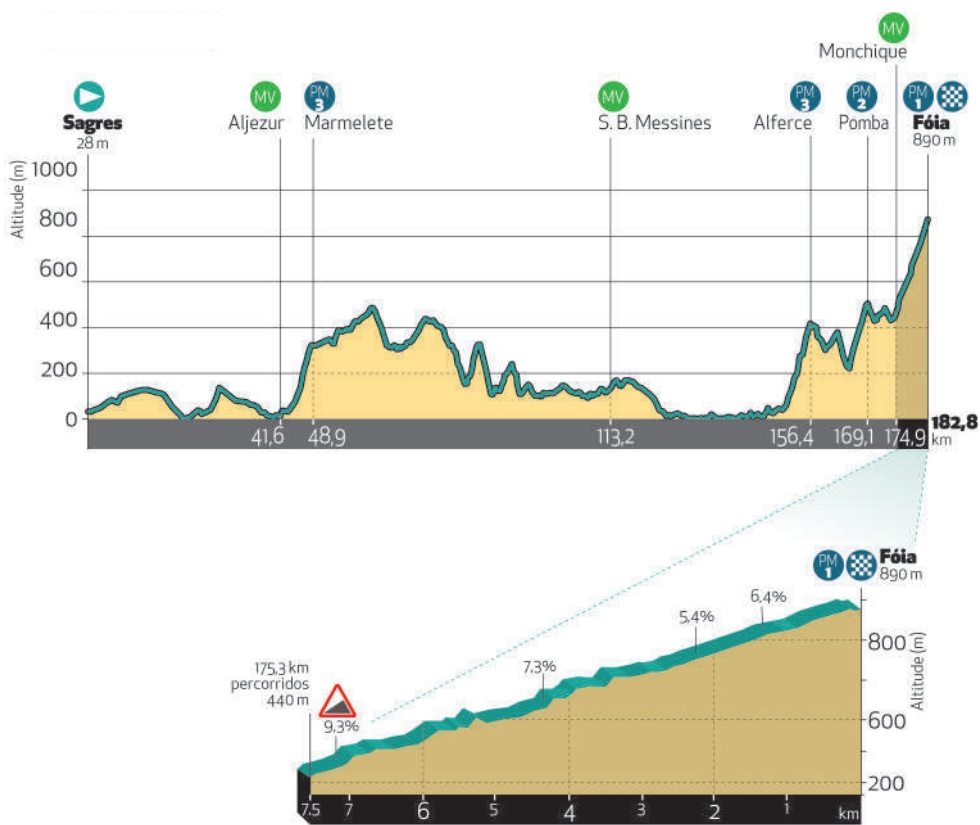 MV
Monchique
MV
PM
3
MV
PM
3
PM
2
PM
1
Sagres
28 m
Aljezur
Marmelete
S. B. Messines
Alferce
Pomba
Fóia
890 m
Altitude (m)
1000
800
600
400
200
0
41,6
48,9
113,2
156,4
169,1
174,9
182,8
km
PM
1
Fóia
890 m
175,3 km
percorridos
440 m
9,3%
7.3%
5,4%
6,4%
800
600
200
Altitude (m)
7.5
7
6
5
4
3
2
1
km